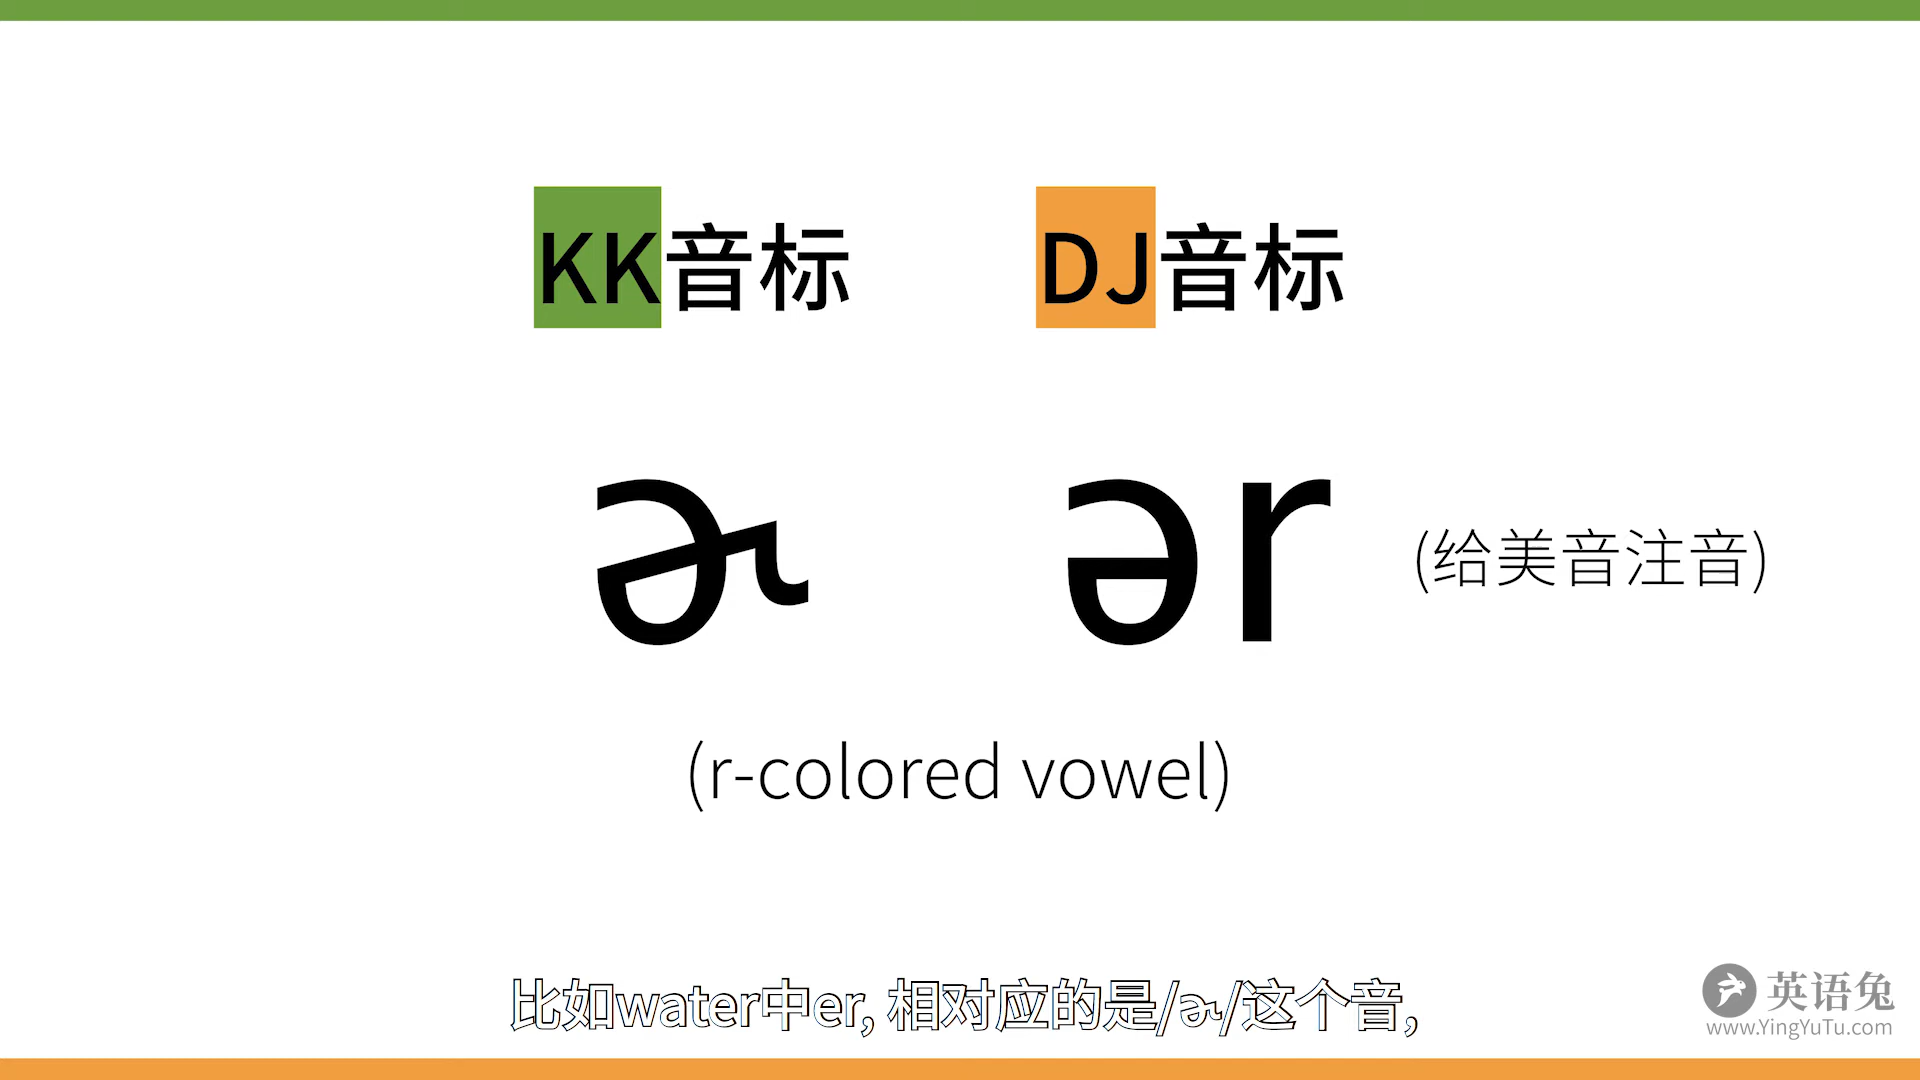 KK音标 DJ音标
ɚ ər (给美音注音)
(r-colored vowel)
比如water中er, 相对应的是/ɚ/这个音,
英语兔
www.YingYuTu.com